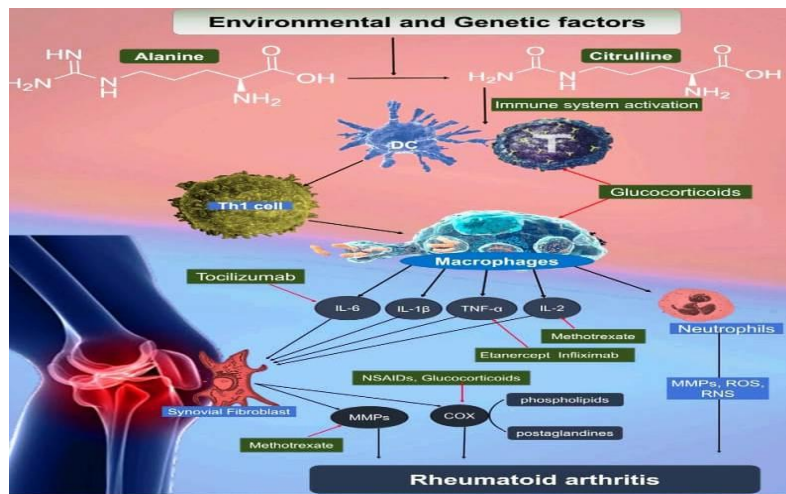 Environmental and Genetic factors
Alanine
Citrulline
HN
H₂N
N
H
O
OH
NH₂
O
H₂N
N
H
O
OH
NH₂
Immune system activation
DC
T
Glucocorticoids
Th1 cell
Macrophages
Tocilizumab
IL-6
IL-1β
TNF-α
IL-2
Neutrophils
Methotrexate
Etanercept Infliximab
NSAIDs, Glucocorticoids
MMPs, ROS,
RNS
Synovial Fibroblast
MMPs
COX
phospholipids
postaglandines
Methotrexate
Rheumatoid arthritis